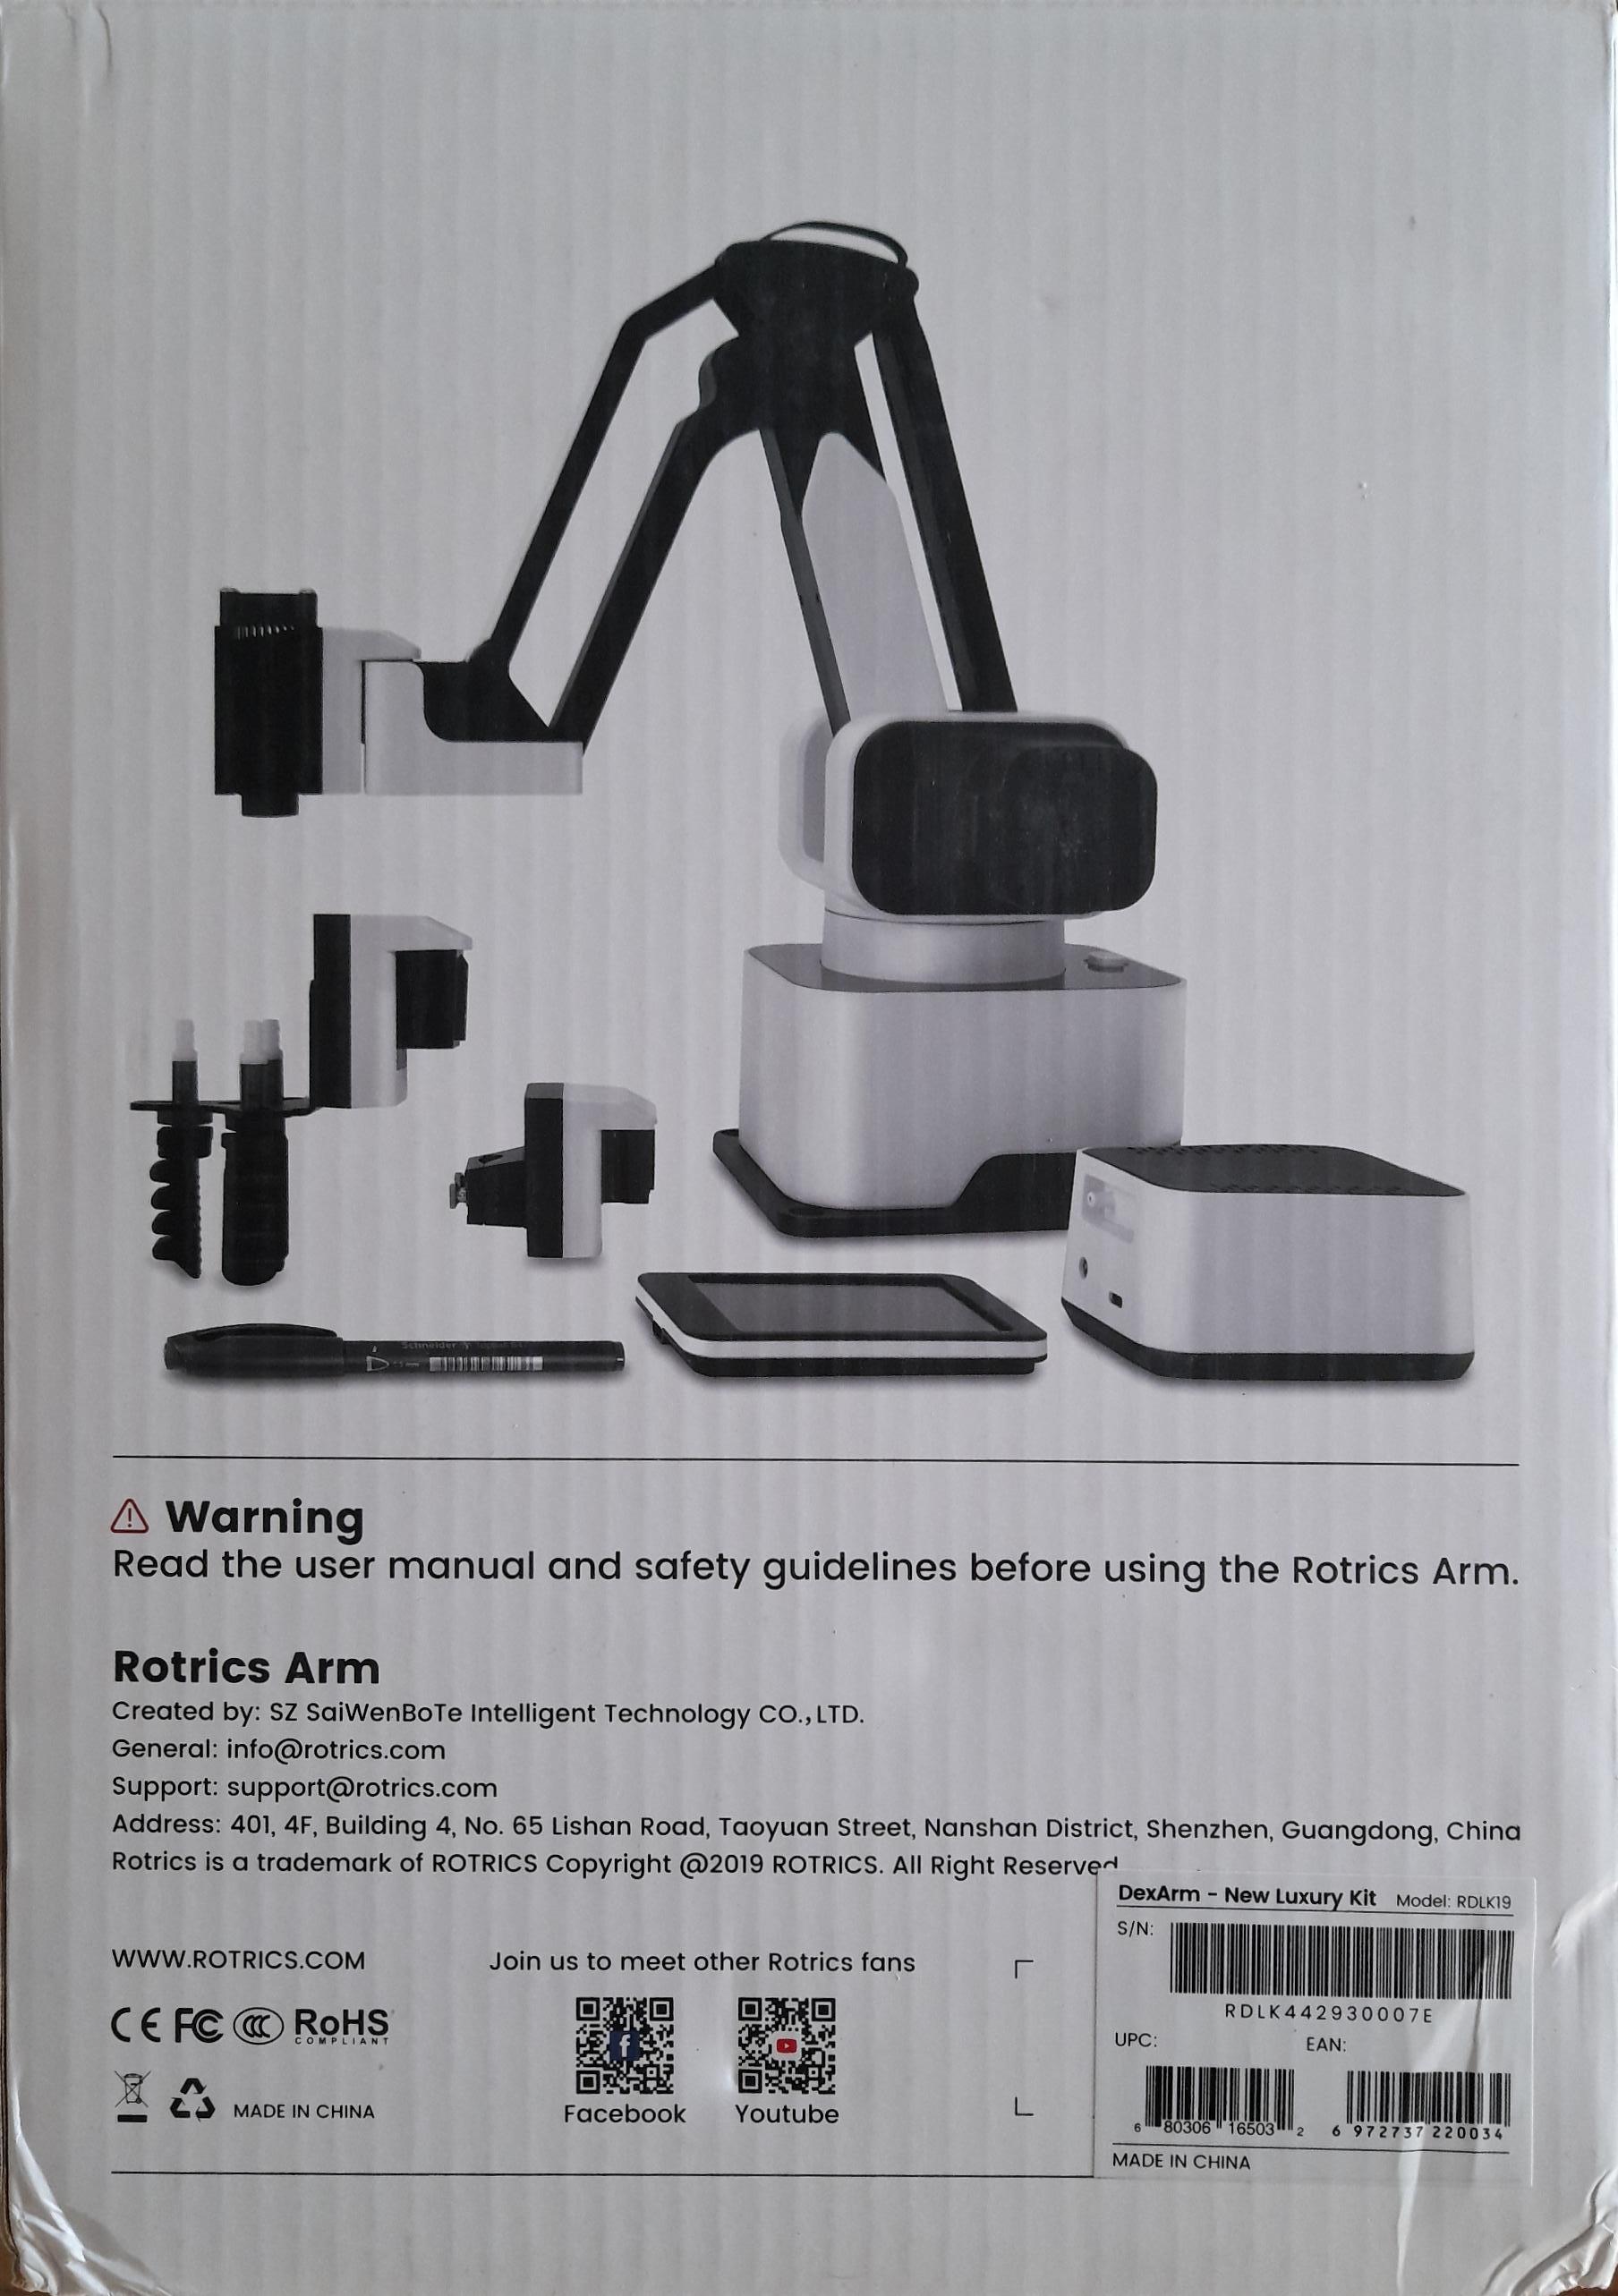 Schneider
Warning
Read the user manual and safety guidelines before using the Rotrics Arm.
Rotrics Arm
Created by: SZ SaiWenBoTe Intelligent Technology CO.,LTD.
General: info@rotrics.com
Support: support@rotrics.com
Address: 401, 4F, Building 4, No. 65 Lishan Road, Taoyuan Street, Nanshan District, Shenzhen, Guangdong, China
Rotrics is a trademark of ROTRICS Copyright @2019 ROTRICS. All Right Reserved
WWW.ROTRICS.COM
CE FC CCC RoHS
COMPLIANT
MADE IN CHINA
Join us to meet other Rotrics fans
f
Facebook Youtube
DexArm - New Luxury Kit Model: RDLK19
S/N:
RDLK442930007E
UPC: EAN:
6 80306 16503 2 6 972737 220034
MADE IN CHINA